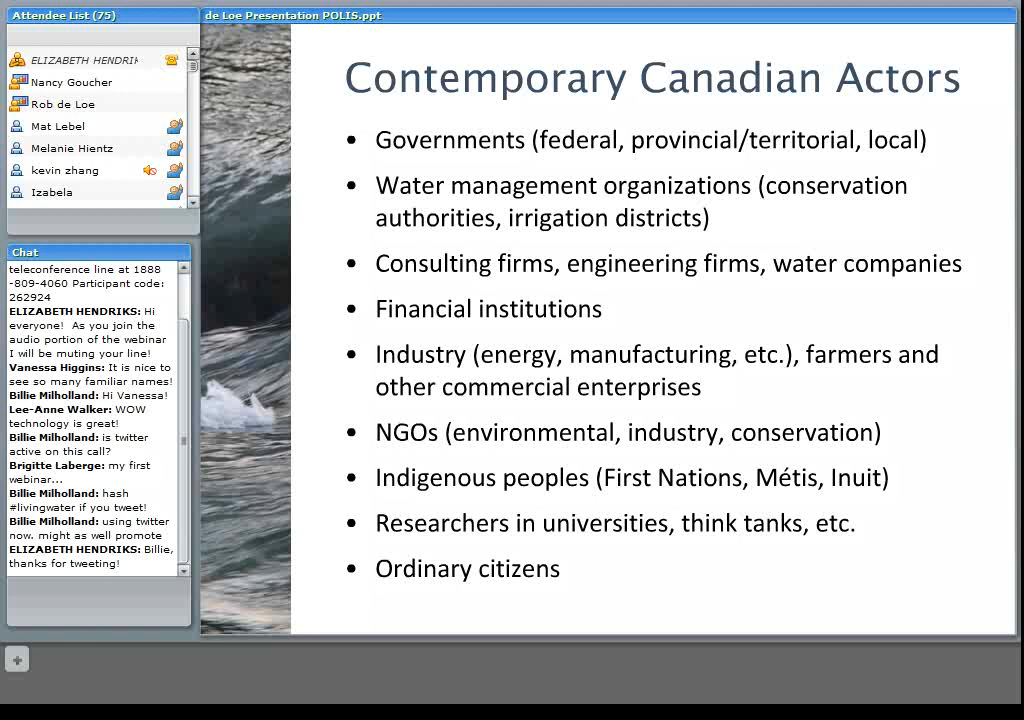 Attendee List (75)
ELIZABETH HENDRIK
Nancy Goucher
Rob de Loe
Mat Lebel
Melanie Hientz
kevin zhang
Izabela
Chat
teleconference line at 1888
-809-4060 Participant code:
262924
ELIZABETH HENDRIKS: Hi
everyone! As you join the
audio portion of the webinar
I will be muting your line!
Vanessa Higgins: It is nice to
see so many familiar names!
Billie Milholland: Hi Vanessa!
Lee-Anne Walker: WOW
technology is great!
Billie Milholland: is twitter
active on this call?
Brigitte Laberge: my first
webinar...
Billie Milholland: hash
#livingwater if you tweet!
Billie Milholland: using twitter
now. might as well promote
ELIZABETH HENDRIKS: Billie,
thanks for tweeting!
de Loe Presentation POLIS.ppt
Contemporary Canadian Actors
• Governments (federal, provincial/territorial, local)
• Water management organizations (conservation
authorities, irrigation districts)
• Consulting firms, engineering firms, water companies
• Financial institutions
• Industry (energy, manufacturing, etc.), farmers and
other commercial enterprises
• NGOs (environmental, industry, conservation)
• Indigenous peoples (First Nations, Métis, Inuit)
• Researchers in universities, think tanks, etc.
• Ordinary citizens